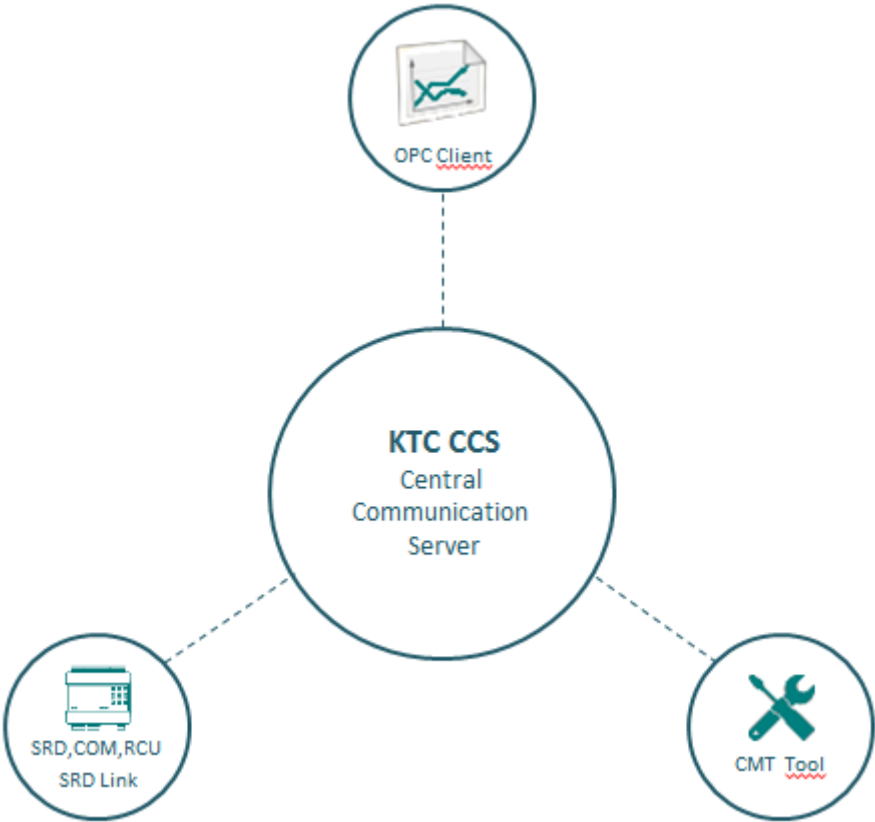 OPC Client
KTC CCS
Central
Communication
Server
SRD,COM,RCU
SRD Link
CMT Tool